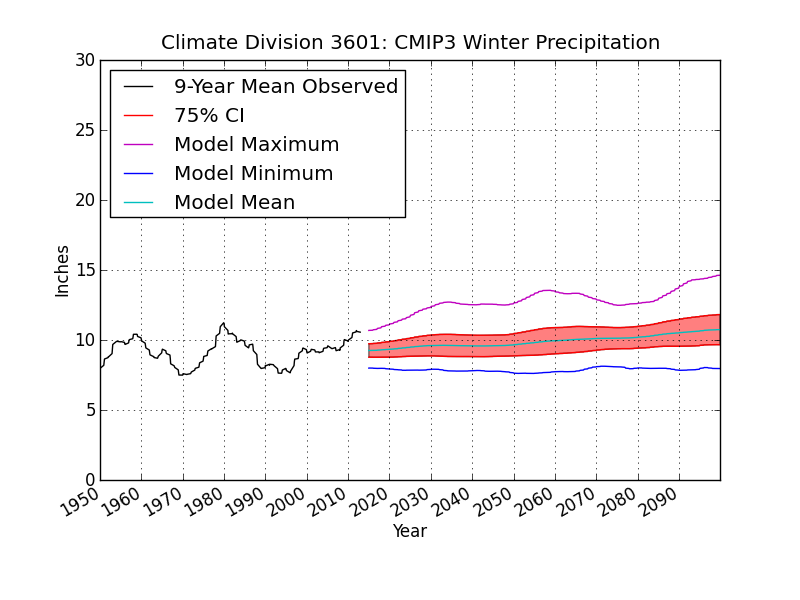 Climate Division 3601: CMIP3 Winter Precipitation
30
25
20
15
10
5
0
Inches
9-Year Mean Observed
75% CI
Model Maximum
Model Minimum
Model Mean
1950 1960 1970 1980 1990 2000 2010 2020 2030 2040 2050 2060 2070 2080 2090
Year